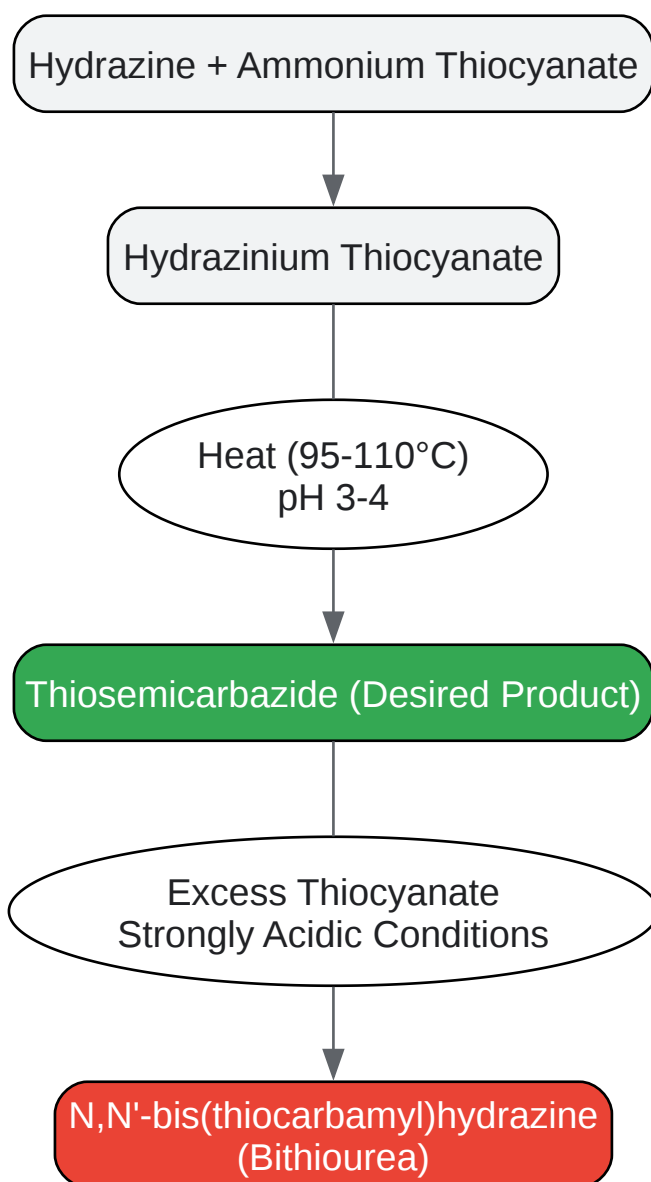 Hydrazine + Ammonium Thiocyanate
Hydrazinium Thiocyanate
Heat (95-110°C)
pH 3-4
Thiosemicarbazide (Desired Product)
Excess Thiocyanate
Strongly Acidic Conditions
N,N'-bis(thiocarbamyl)hydrazine
(Bithiourea)